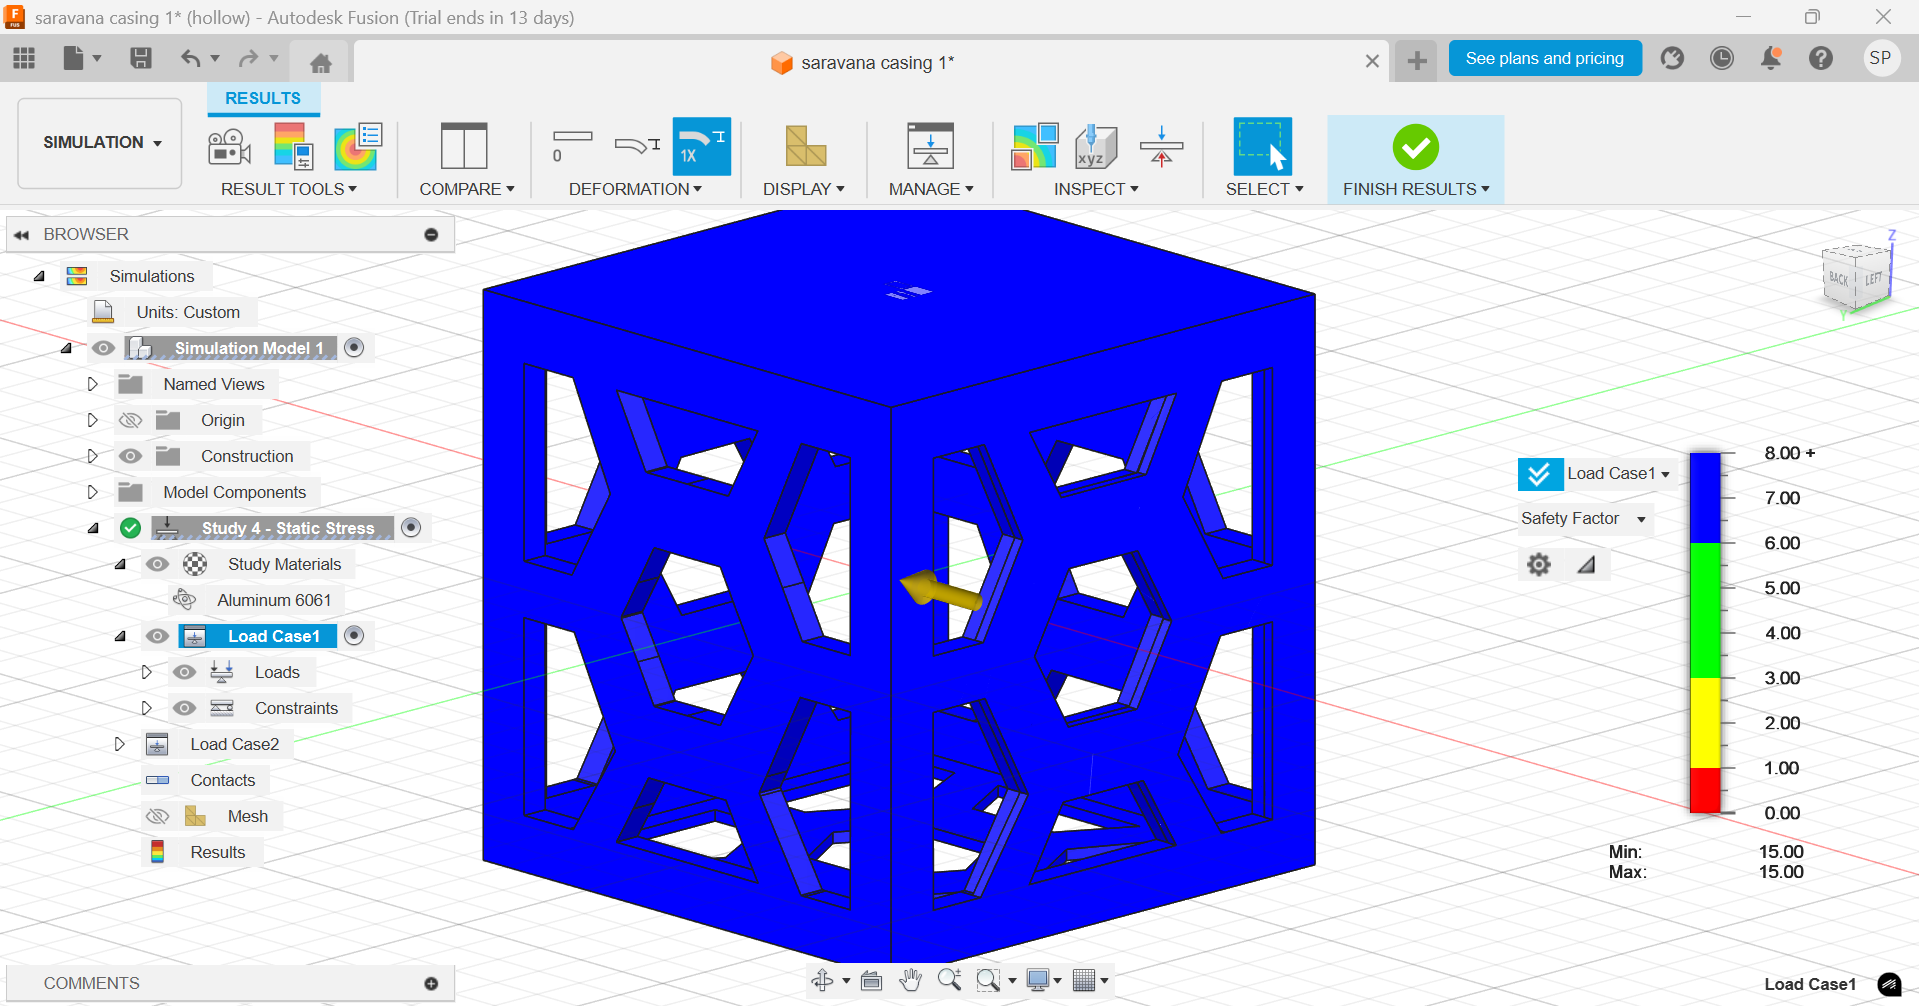 saravana casing 1* (hollow) - Autodesk Fusion (Trial ends in 13 days)
saravana casing 1*
See plans and pricing
SP
RESULTS
SIMULATION
0
1X
xyz
RESULT TOOLS
COMPARE
DEFORMATION
DISPLAY
MANAGE
INSPECT
SELECT
FINISH RESULTS
BROWSER
Simulations
Units: Custom
Simulation Model 1
Named Views
Origin
Construction
Model Components
Study 4 - Static Stress
Study Materials
Aluminum 6061
Load Case1
Loads
Constraints
Load Case2
Contacts
Mesh
Results
Z
BACK
LEFT
Y
Load Case1
Safety Factor
8.00 +
7.00
6.00
5.00
4.00
3.00
2.00
1.00
0.00
Min: 15.00
Max: 15.00
COMMENTS
Load Case1